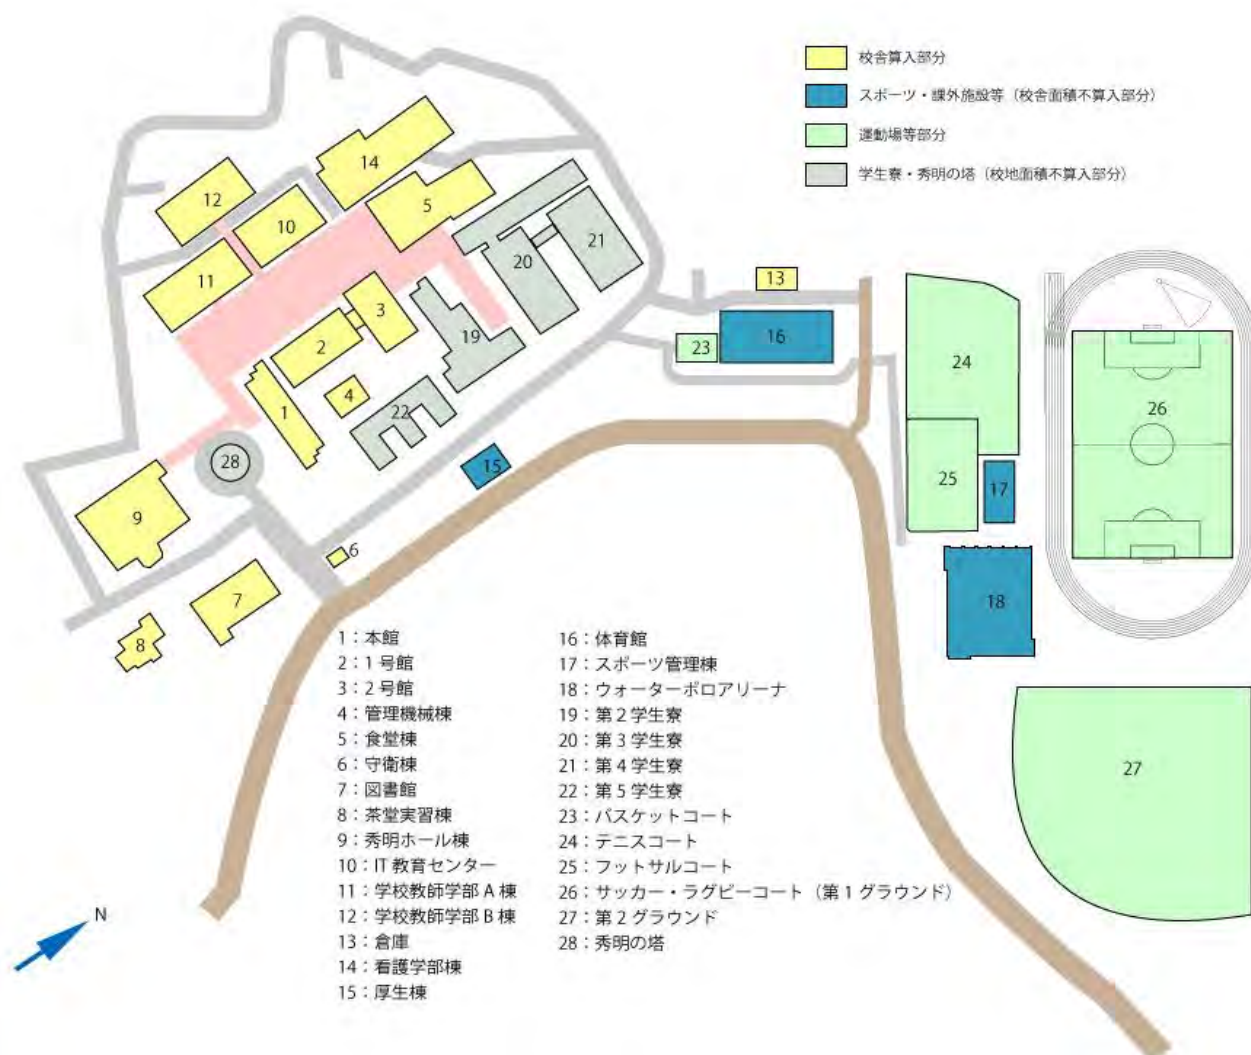 校舎算入部分
スポーツ・課外施設等（校舎面積不算入部分）
運動場等部分
学生寮・秀明の塔（校地面積不算入部分）
14
12
5
10
21
20
11
13
3
16
19
23
2
24
4
26
1
22
28
15
25
17
9
6
7
18
8
27
1：本館
2：1号館
3：2号館
4：管理機械棟
5：食堂棟
6：守衛棟
7：図書館
8：茶堂実習棟
9：秀明ホール棟
10：IT教育センター
11：学校教師学部A棟
12：学校教師学部B棟
13：倉庫
14：看護学部棟
15：厚生棟
16：体育館
17：スポーツ管理棟
18：ウォーターポロアリーナ
19：第2学生寮
20：第3学生寮
21：第4学生寮
22：第5学生寮
23：バスケットコート
24：テニスコート
25：フットサルコート
26：サッカー・ラグビーコート（第1グラウンド）
27：第2グラウンド
28：秀明の塔
N